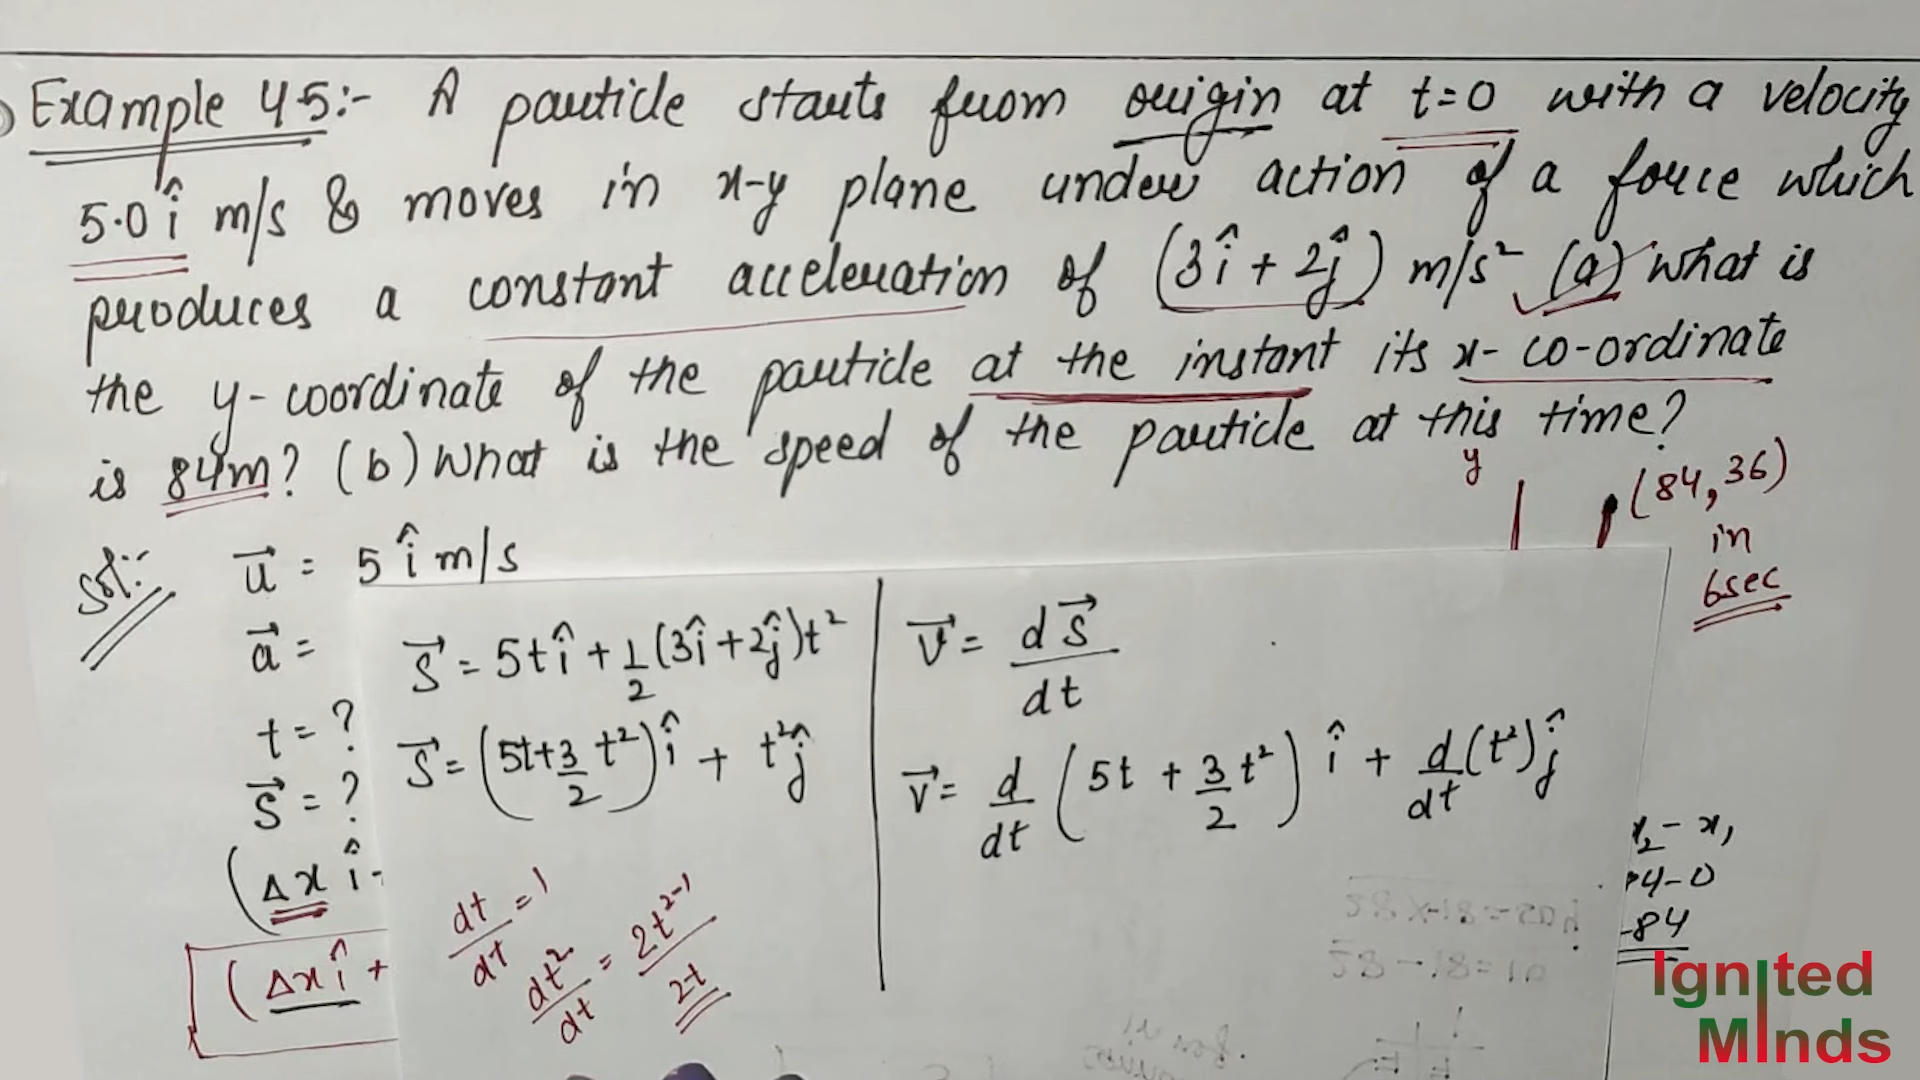 Example 4.5:- A particle starts from origin at t=0 with a velocity
5.0 î m/s & moves in x-y plane under action of a force which
produces a constant acceleration of (3î + 2ĵ) m/s² (a) What is
the y-coordinate of the particle at the instant its x- co-ordinate
is 84m? (b) What is the speed of the particle at this time?
y
(84, 36)
in
6sec
Sol:-
u⃗ = 5 î m/s
a⃗ =
t = ?
s⃗ = ?
(Δx î
(Δx î +
s⃗ = 5t î + 1/2 (3î + 2ĵ)t²
s⃗ = (5t + 3/2 t²) î + t² ĵ
dt/dt = 1
dt²/dt = 2t²⁻¹
2t
v⃗ = ds⃗/dt
v⃗ = d/dt (5t + 3/2 t²) î + d/dt (t²) ĵ
x₂ - x₁
84-0
84
Ignited
Minds